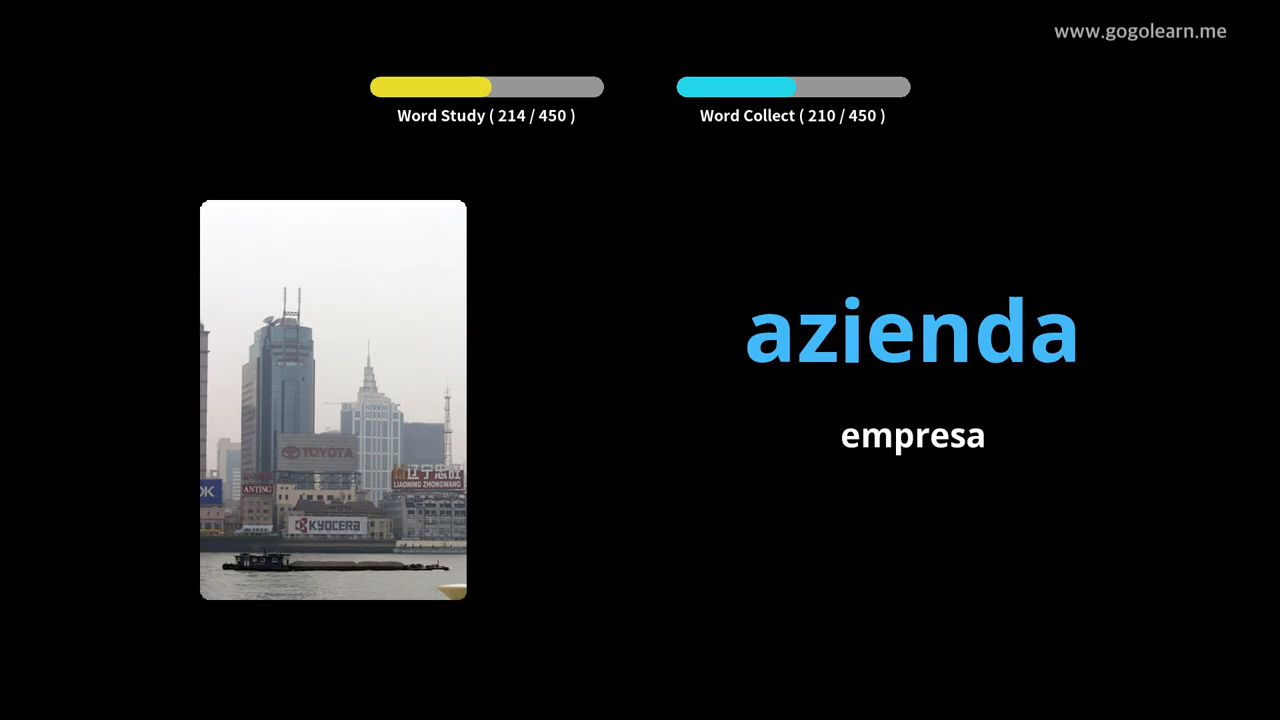 www.gogolearn.me
Word Study ( 214 / 450 )
Word Collect ( 210 / 450 )
azienda
empresa
TOYOTA
辽宁忠旺
LIAONING ZHONGWANG
OK
ANTING
KYOCERA